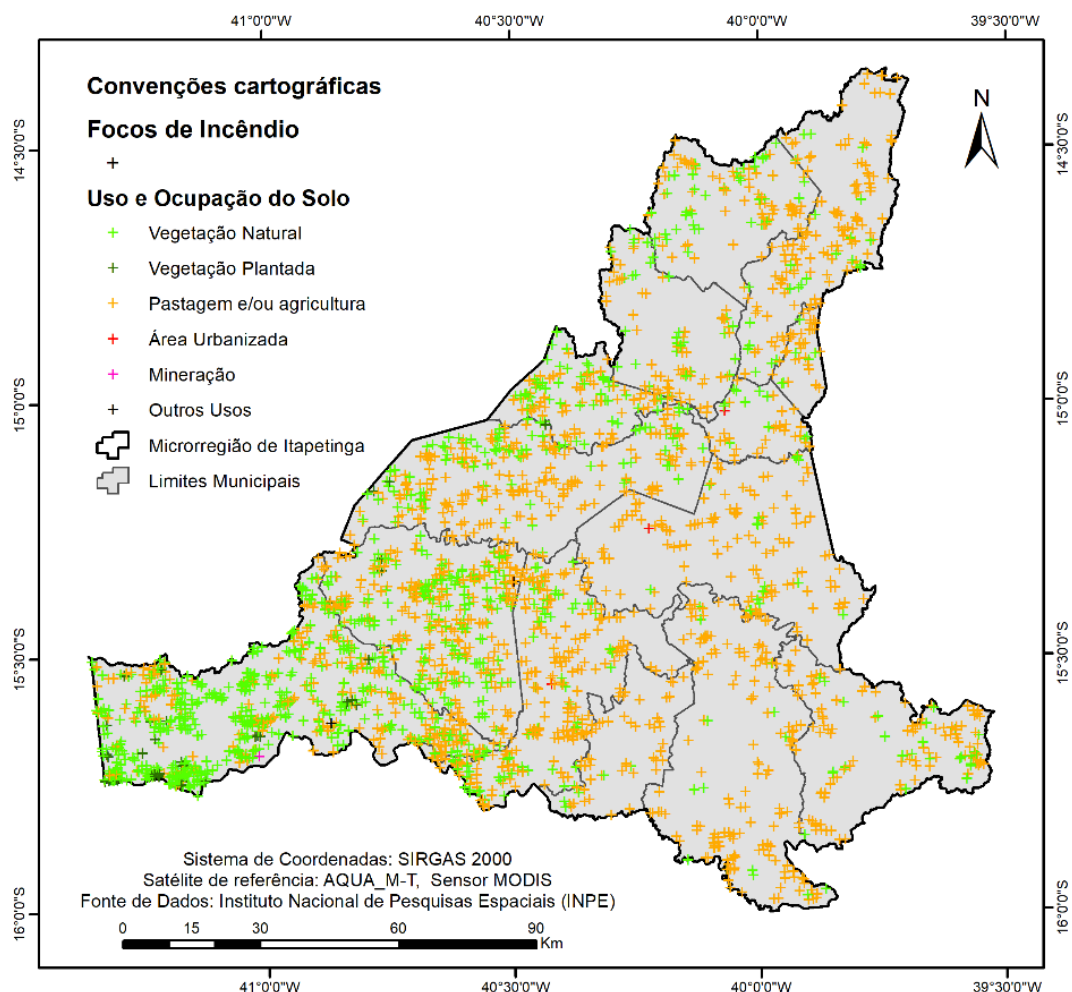 41°0'0"W 40°30'0"W 40°0'0"W 39°30'0"W
Convenções cartográficas
Focos de Incêndio
Uso e Ocupação do Solo
Vegetação Natural
Vegetação Plantada
Pastagem e/ou agricultura
Área Urbanizada
Mineração
Outros Usos
Microrregião de Itapetinga
Limites Municipais
N
14°30'0"S 14°30'0"S
15°0'0"S 15°0'0"S
15°30'0"S 15°30'0"S
16°0'0"S 16°0'0"S
Sistema de Coordenadas: SIRGAS 2000
Satélite de referência: AQUA_M-T, Sensor MODIS
Fonte de Dados: Instituto Nacional de Pesquisas Espaciais (INPE)
0 15 30 60 90
Km
41°0'0"W 40°30'0"W 40°0'0"W 39°30'0"W